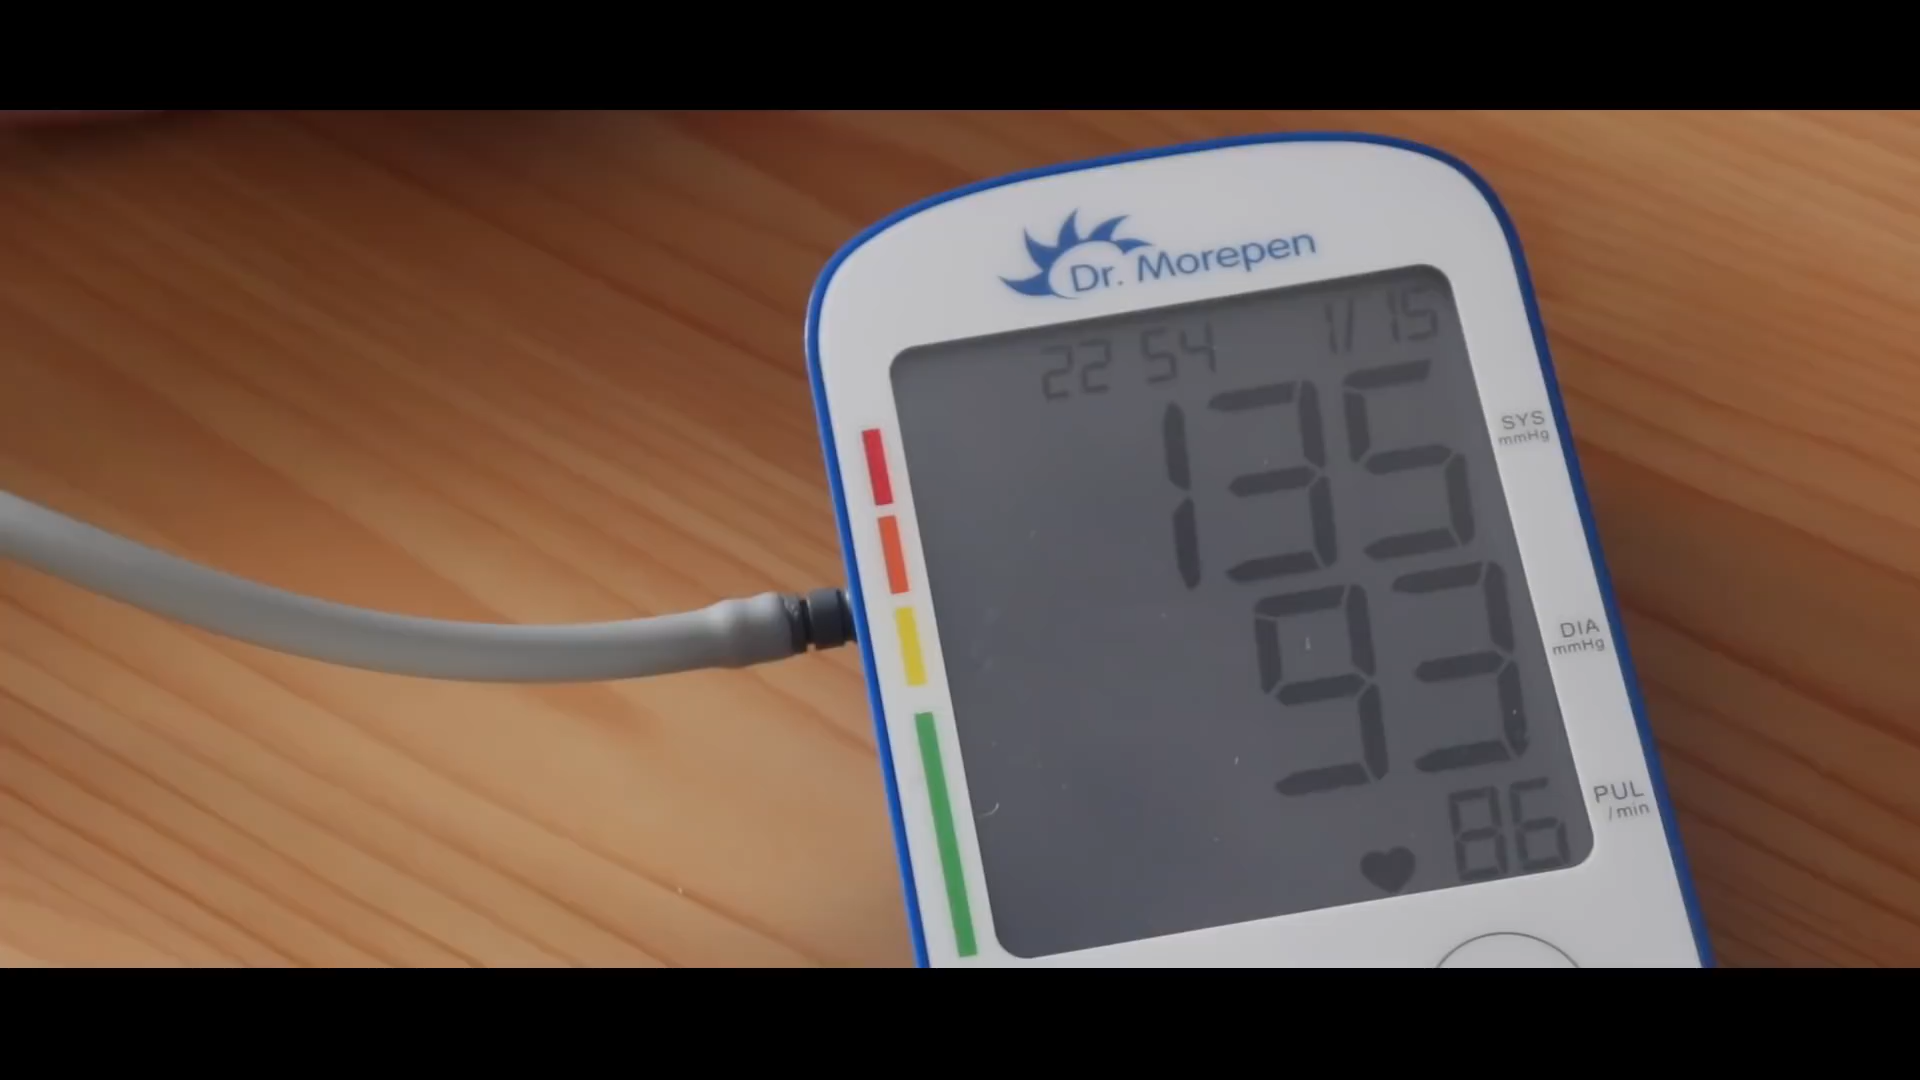 Dr. Morepen
22 54 1/15
135
SYS
mmHg
93
DIA
mmHg
86
PUL
/min